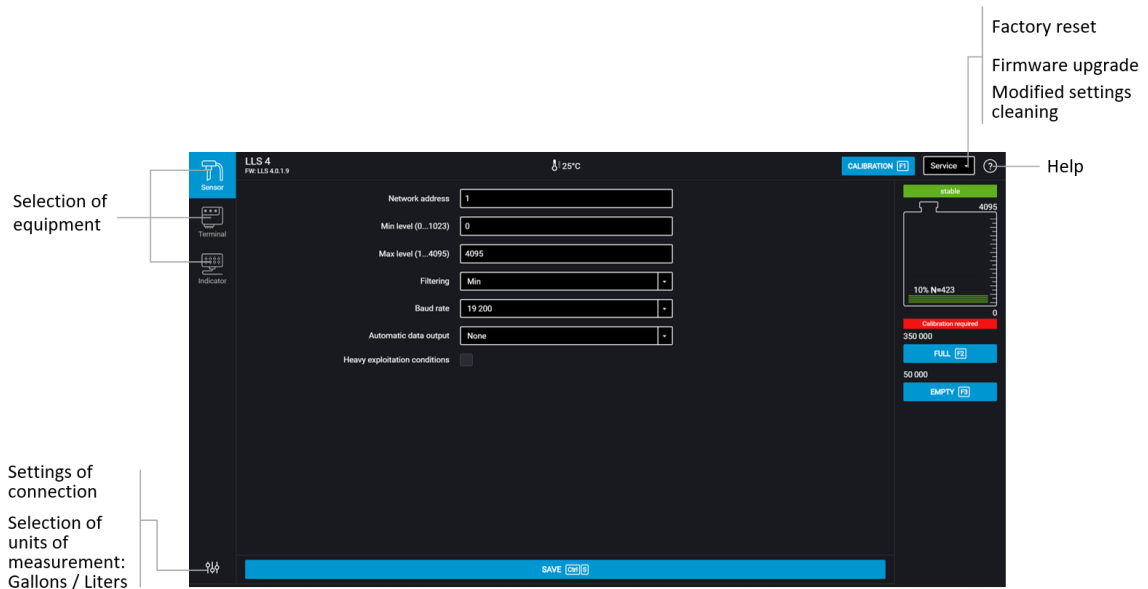 Factory reset
Firmware upgrade
Modified settings
cleaning
Help
Selection of
equipment
Settings of
connection
Selection of
units of
measurement:
Gallons / Liters
Sensor
Terminal
Indicator
LLS 4
FW: LLS 4.0.1.9
25°C
CALIBRATION F1
Service
?
Network address 1
Min level (0...1023) 0
Max level (1...4095) 4095
Filtering Min
Baud rate 19 200
Automatic data output None
Heavy exploitation conditions
stable
4095
10% N=423
0
Calibration required
350 000
FULL F2
50 000
EMPTY F3
SAVE Ctrl S